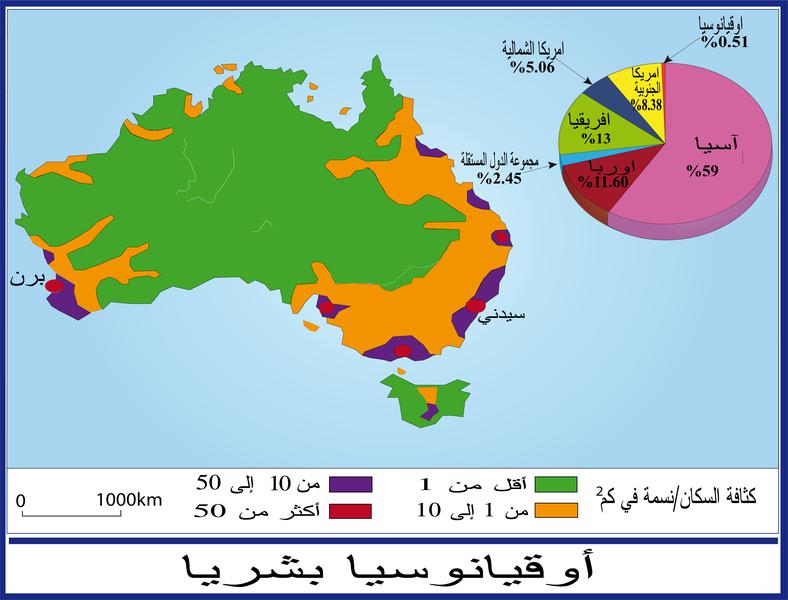 اوقيانوسيا
%0.51
امريكا الشمالية
%5.06
امريكا
الجنوبية
%8.38
افريقيا
%13
آسيا
%59
مجموعة الدول المستقلة
%2.45
اوربا
%11.60
برن
سيدني
كثافة السكان/نسمة في كم²
أقل من 1
من 1 إلى 10
من 10 إلى 50
أكثر من 50
0 1000km
أوقيانوسيا بشريا